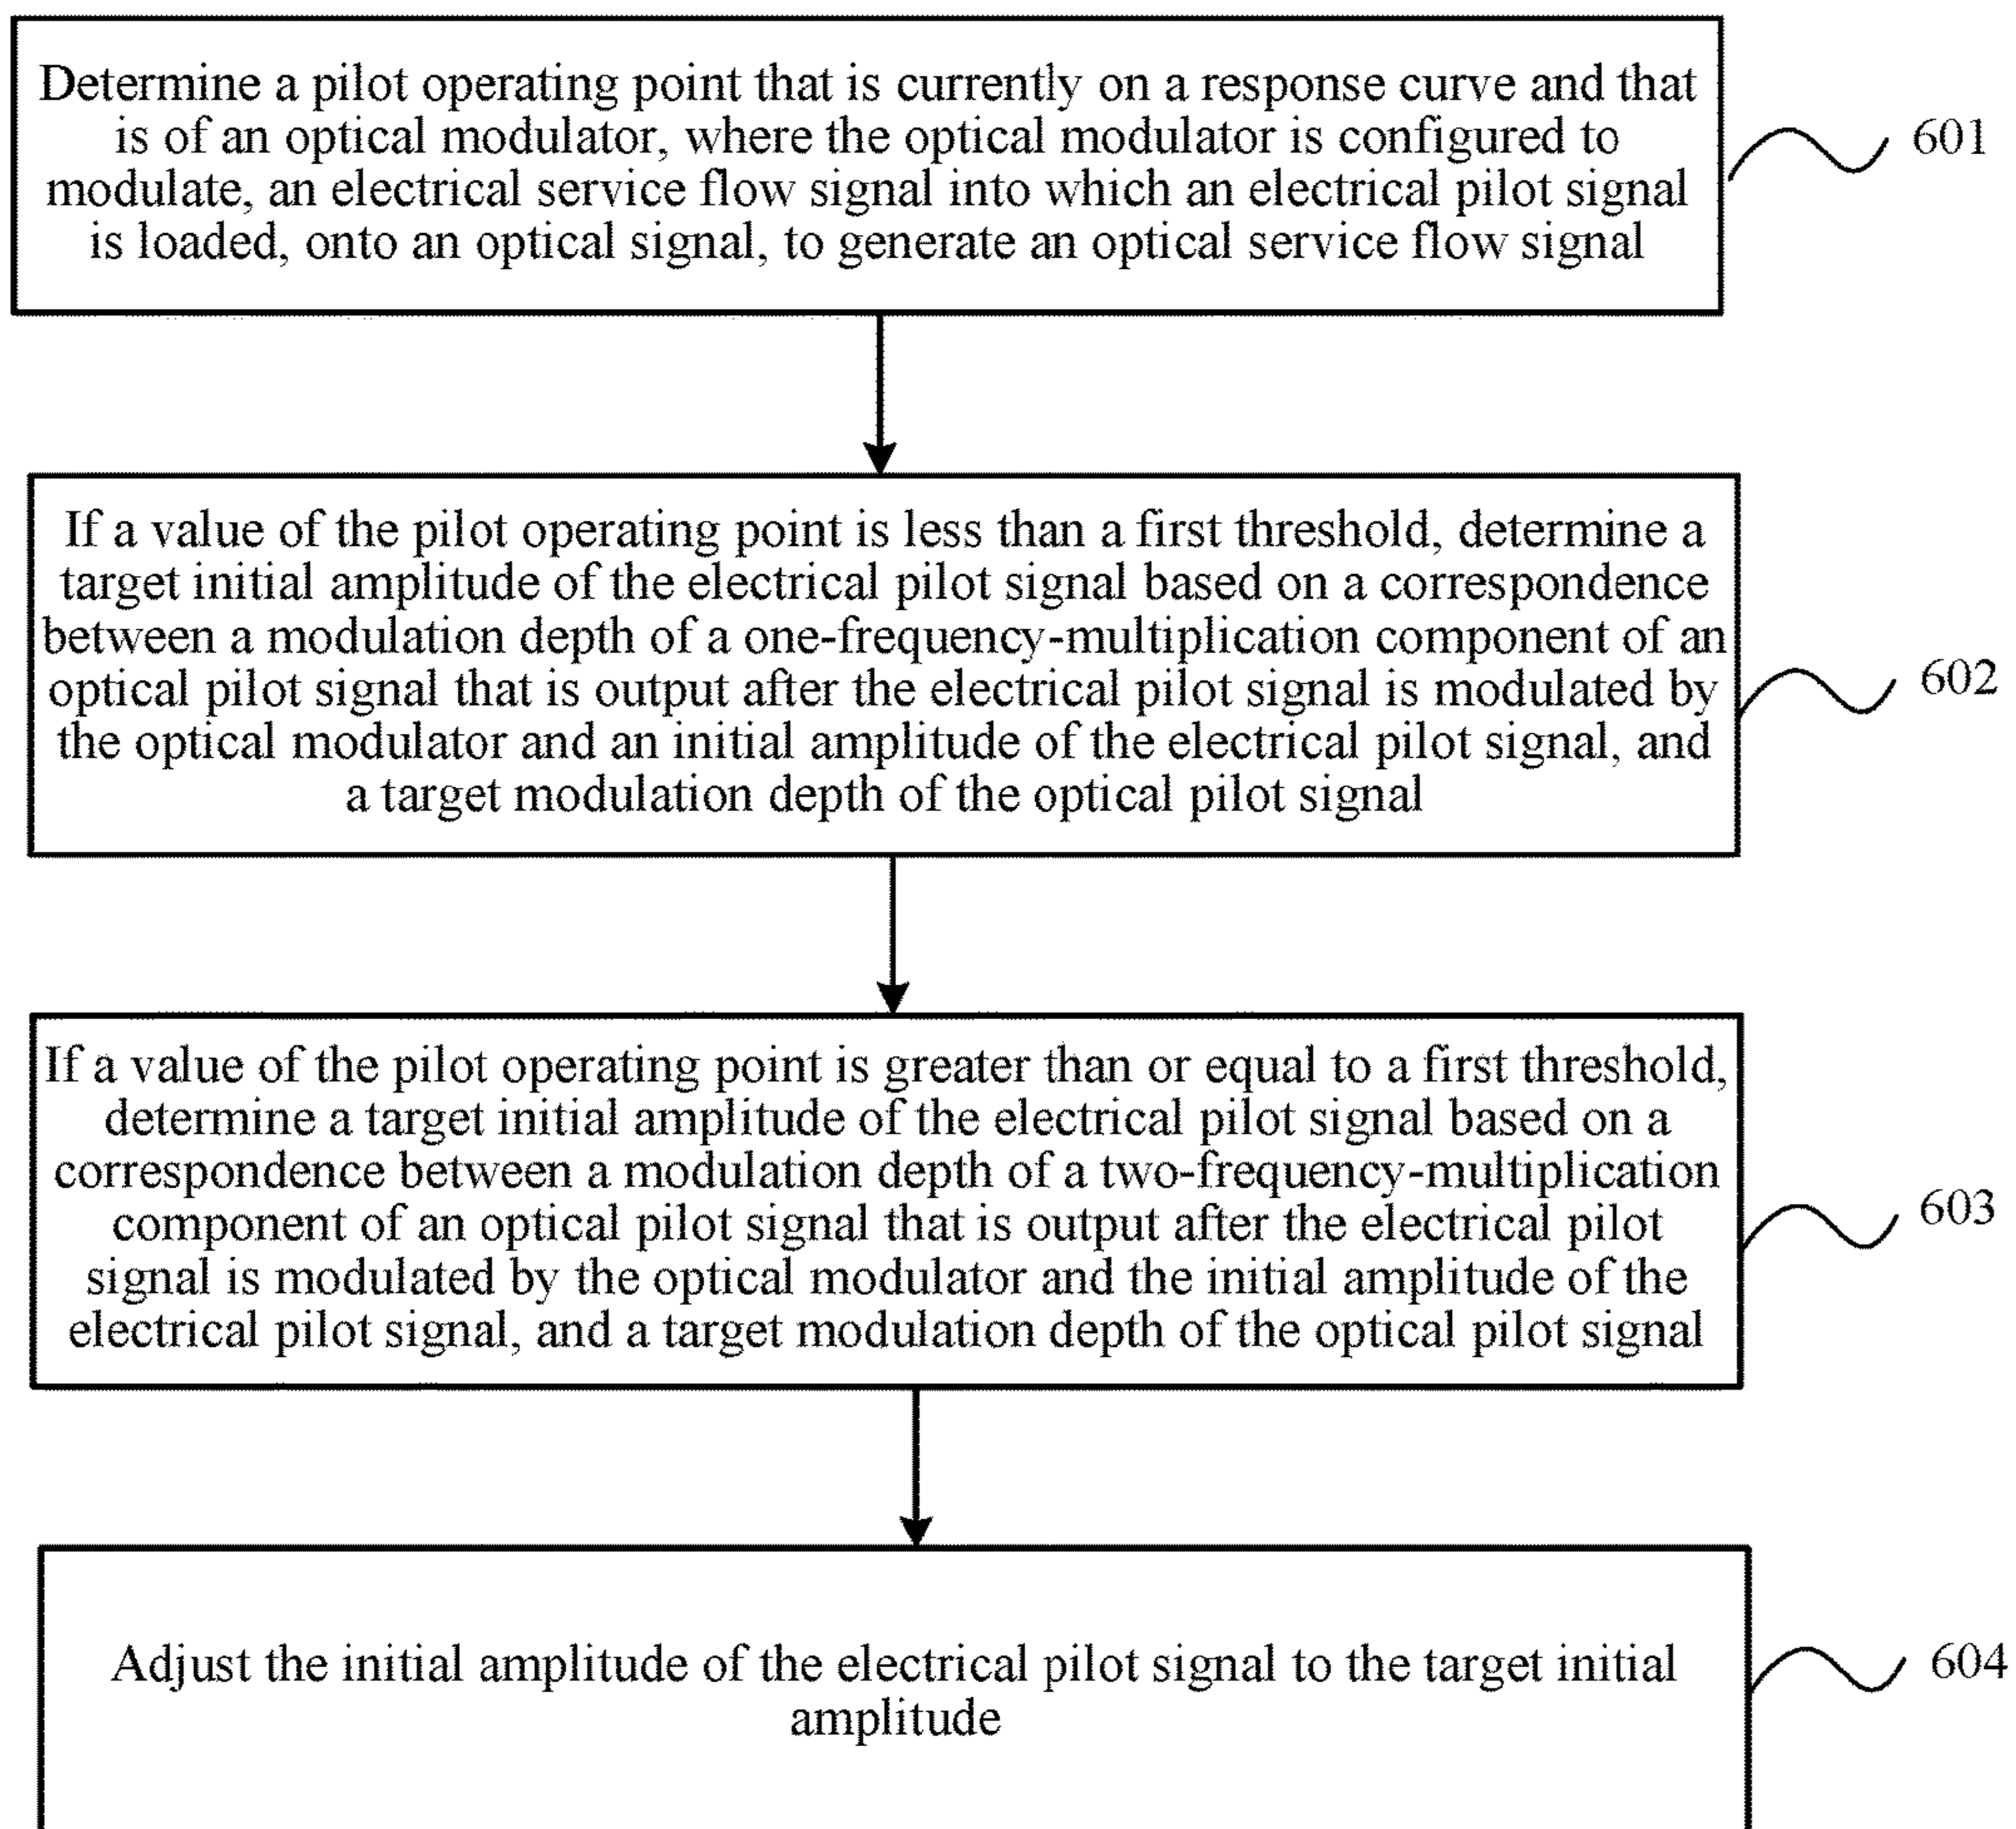 Determine a pilot operating point that is currently on a response curve and that
is of an optical modulator, where the optical modulator is configured to
modulate, an electrical service flow signal into which an electrical pilot signal
is loaded, onto an optical signal, to generate an optical service flow signal
601
If a value of the pilot operating point is less than a first threshold, determine a
target initial amplitude of the electrical pilot signal based on a correspondence
between a modulation depth of a one-frequency-multiplication component of an
optical pilot signal that is output after the electrical pilot signal is modulated by
the optical modulator and an initial amplitude of the electrical pilot signal, and
a target modulation depth of the optical pilot signal
602
If a value of the pilot operating point is greater than or equal to a first threshold,
determine a target initial amplitude of the electrical pilot signal based on a
correspondence between a modulation depth of a two-frequency-multiplication
component of an optical pilot signal that is output after the electrical pilot
signal is modulated by the optical modulator and the initial amplitude of the
electrical pilot signal, and a target modulation depth of the optical pilot signal
603
Adjust the initial amplitude of the electrical pilot signal to the target initial
amplitude
604